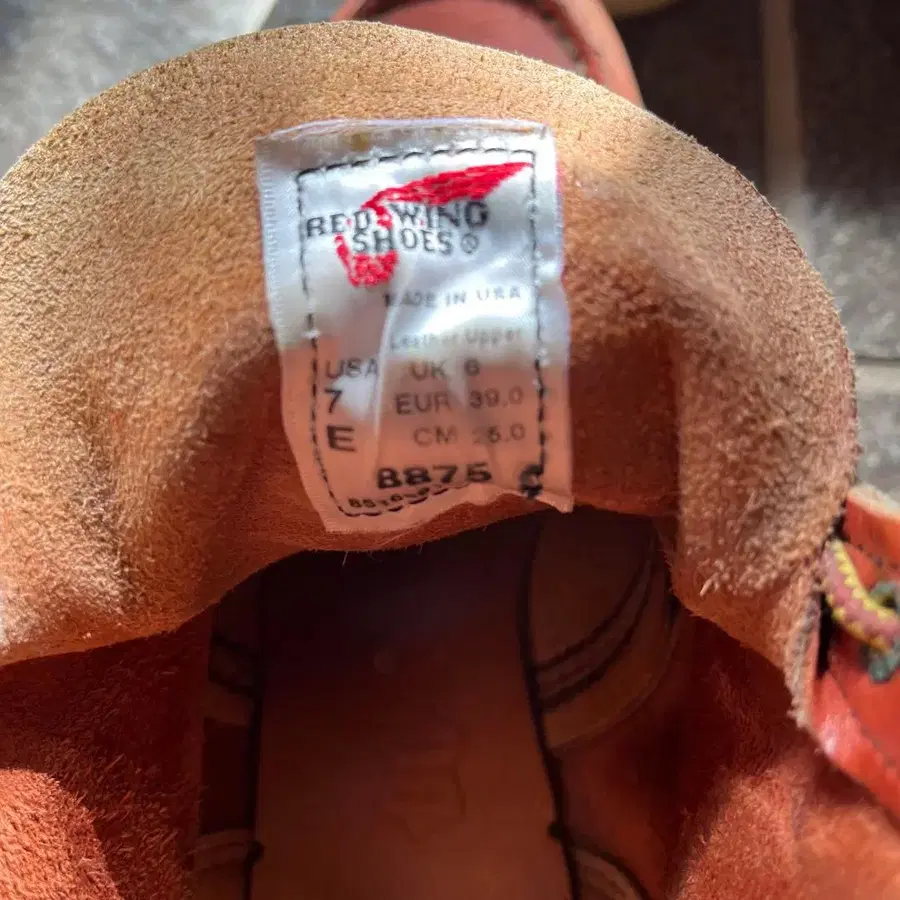 RED WING
SHOES ®
MADE IN USA
Leather Upper
USA UK 6
7 EUR 39.0
E CM 25.0
8875